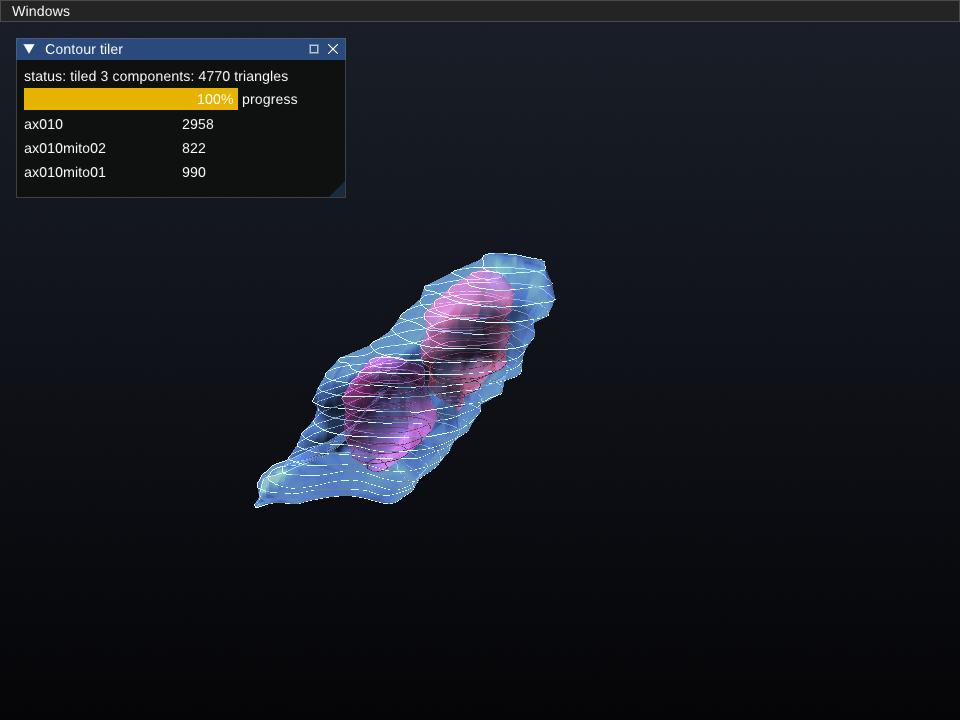 Windows
Contour tiler
status: tiled 3 components: 4770 triangles
100% progress
ax010 2958
ax010mito02 822
ax010mito01 990